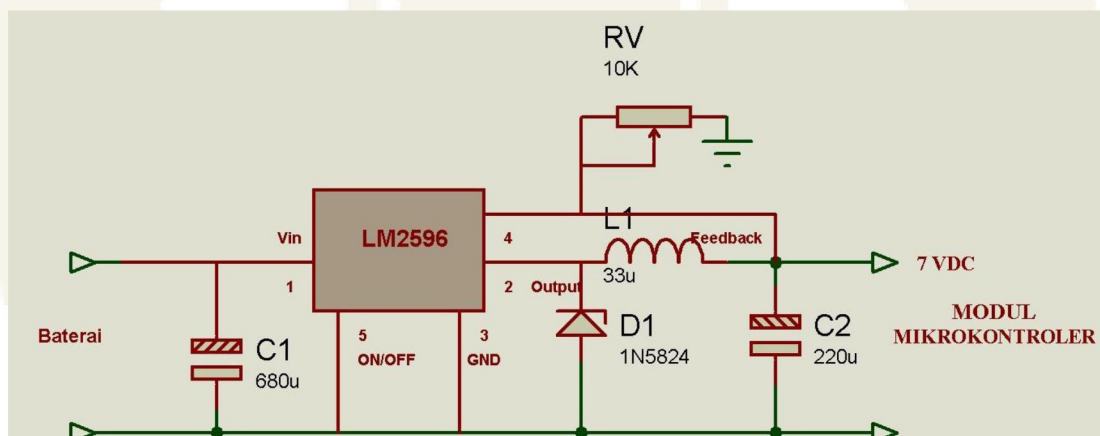 RV
10K
L1
Vin
LM2596
4
Feedback
1
2
Output
33u
7 VDC
Baterai
C1
680u
5
ON/OFF
3
GND
D1
1N5824
C2
220u
MODUL
MIKROKONTROLER